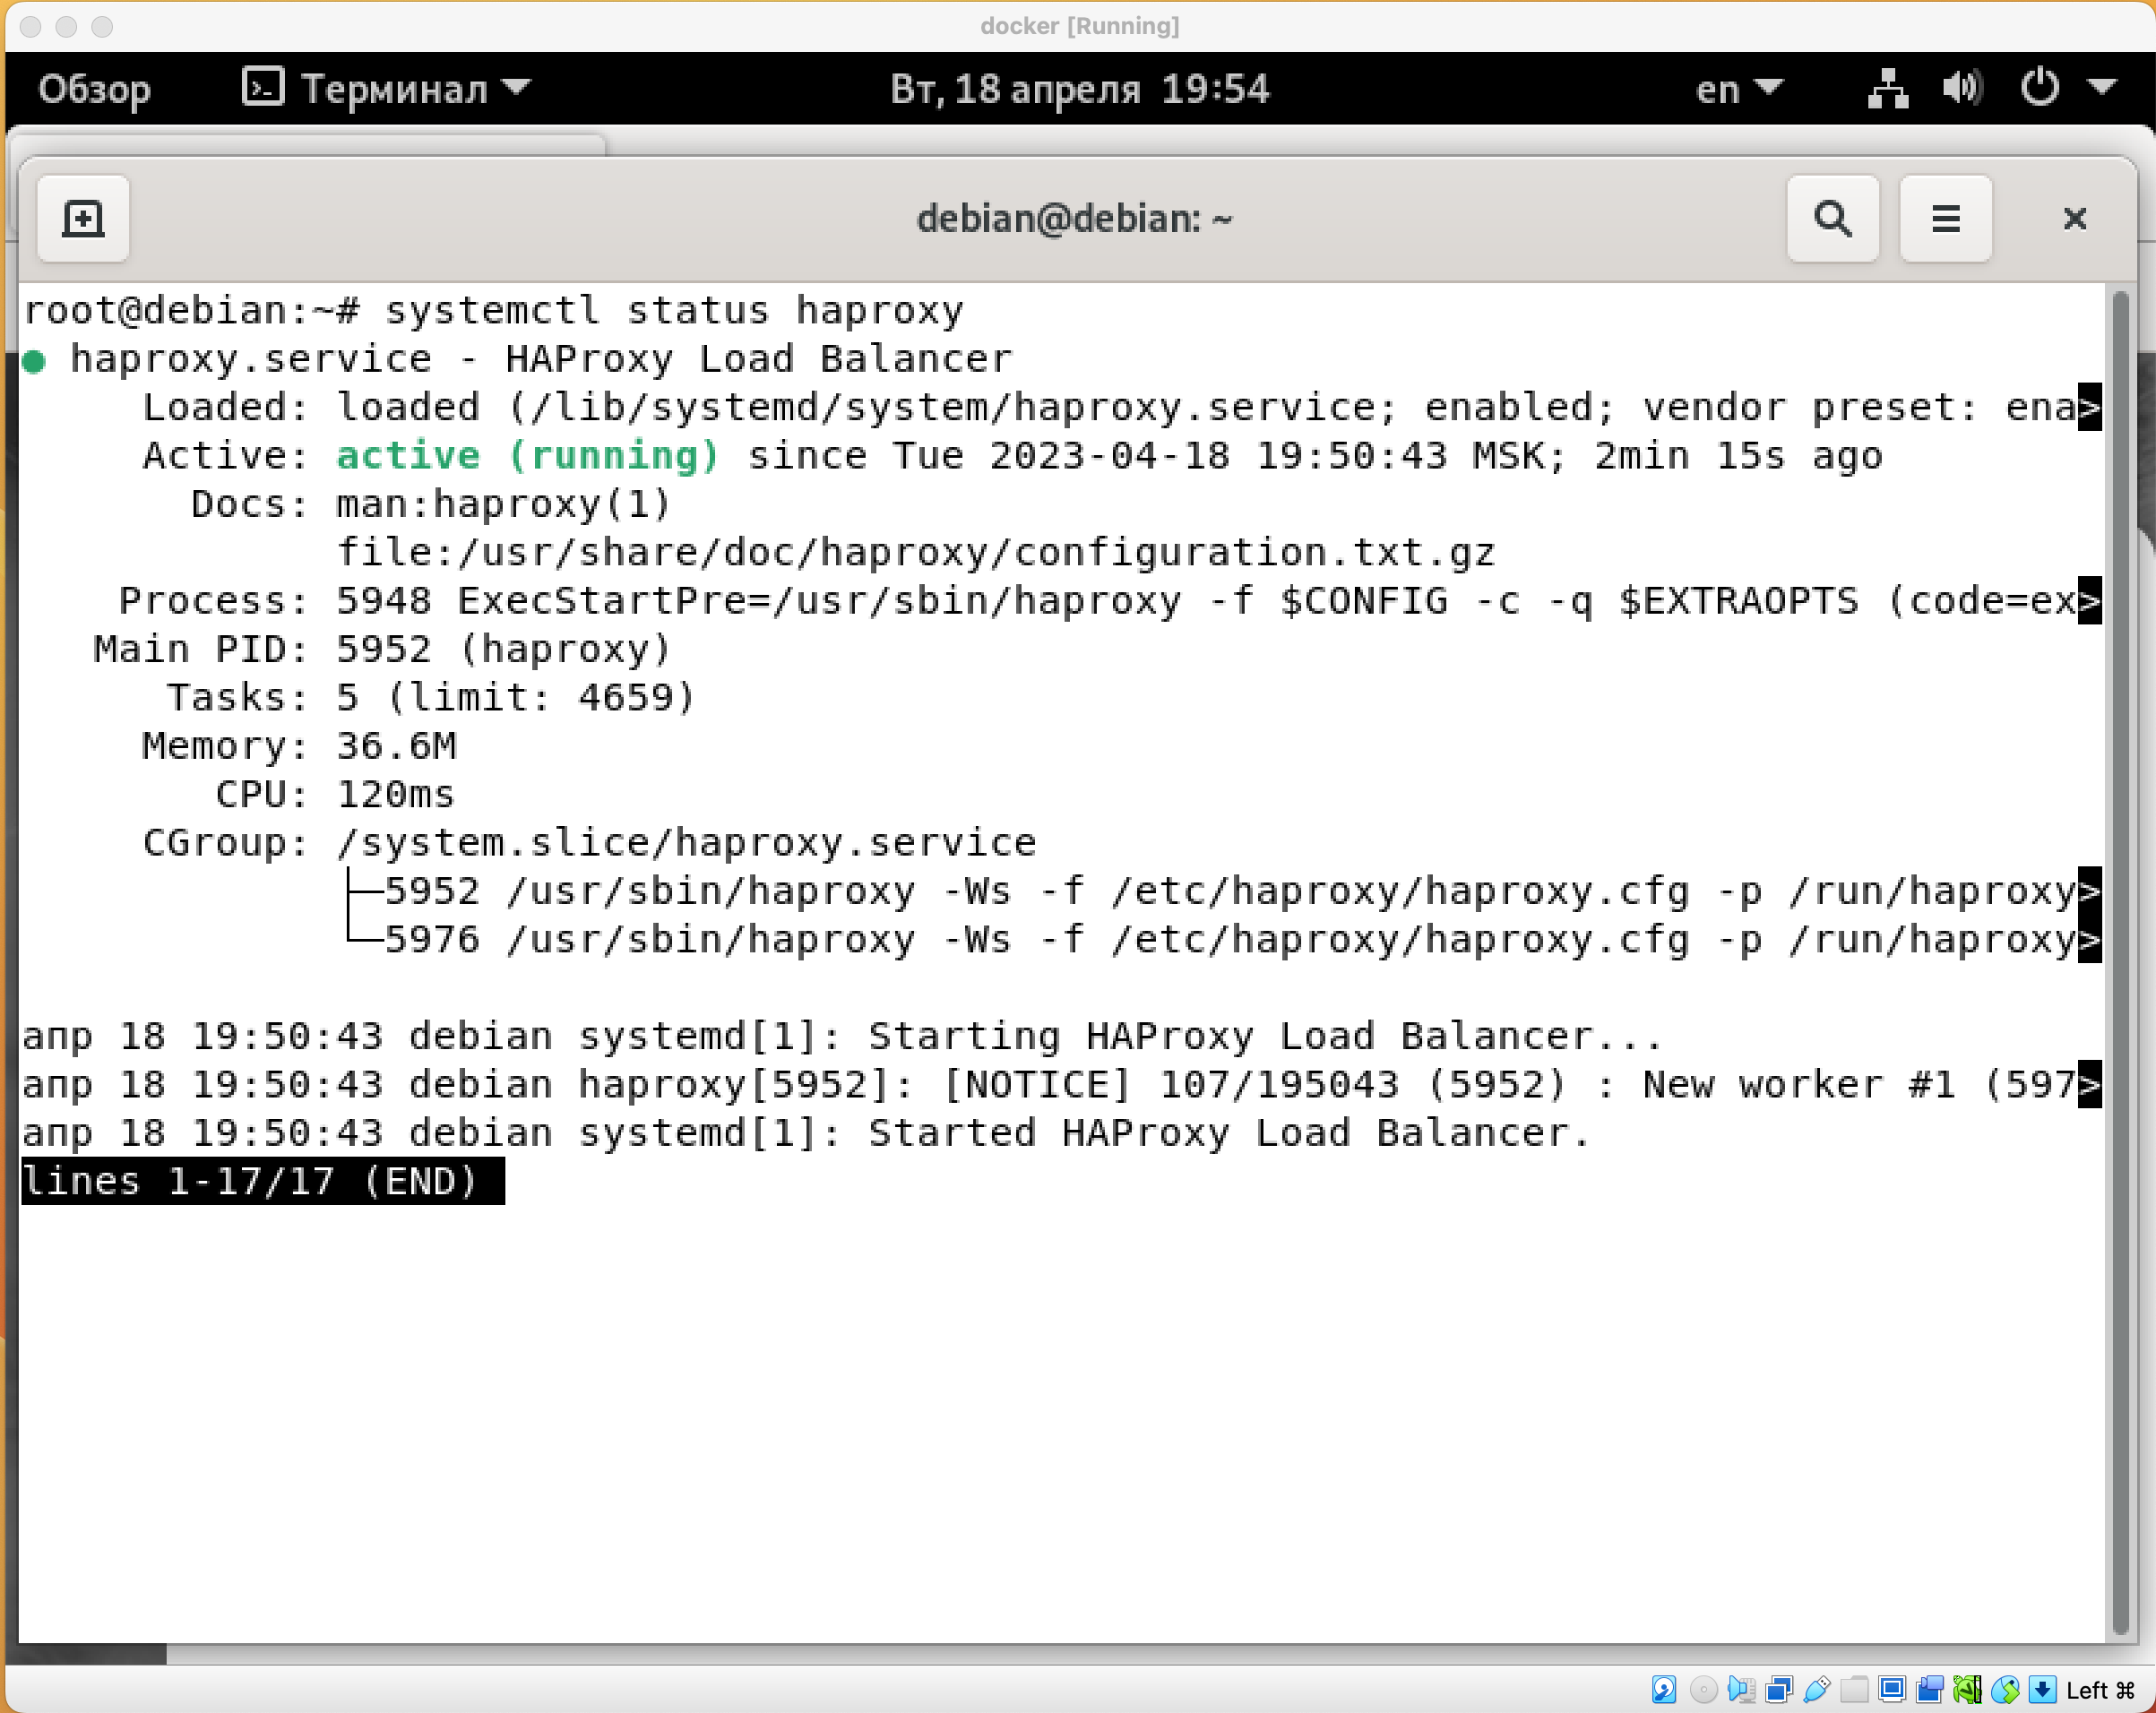 docker [Running]
Обзор Терминал Вт, 18 апреля 19:54 en
debian@debian: ~
root@debian:~# systemctl status haproxy
● haproxy.service - HAProxy Load Balancer
Loaded: loaded (/lib/systemd/system/haproxy.service; enabled; vendor preset: ena>
Active: active (running) since Tue 2023-04-18 19:50:43 MSK; 2min 15s ago
Docs: man:haproxy(1)
file:/usr/share/doc/haproxy/configuration.txt.gz
Process: 5948 ExecStartPre=/usr/sbin/haproxy -f $CONFIG -c -q $EXTRAOPTS (code=ex>
Main PID: 5952 (haproxy)
Tasks: 5 (limit: 4659)
Memory: 36.6M
CPU: 120ms
CGroup: /system.slice/haproxy.service
├─5952 /usr/sbin/haproxy -Ws -f /etc/haproxy/haproxy.cfg -p /run/haproxy>
└─5976 /usr/sbin/haproxy -Ws -f /etc/haproxy/haproxy.cfg -p /run/haproxy>
апр 18 19:50:43 debian systemd[1]: Starting HAProxy Load Balancer...
апр 18 19:50:43 debian haproxy[5952]: [NOTICE] 107/195043 (5952) : New worker #1 (597>
апр 18 19:50:43 debian systemd[1]: Started HAProxy Load Balancer.
lines 1-17/17 (END)
Left ⌘